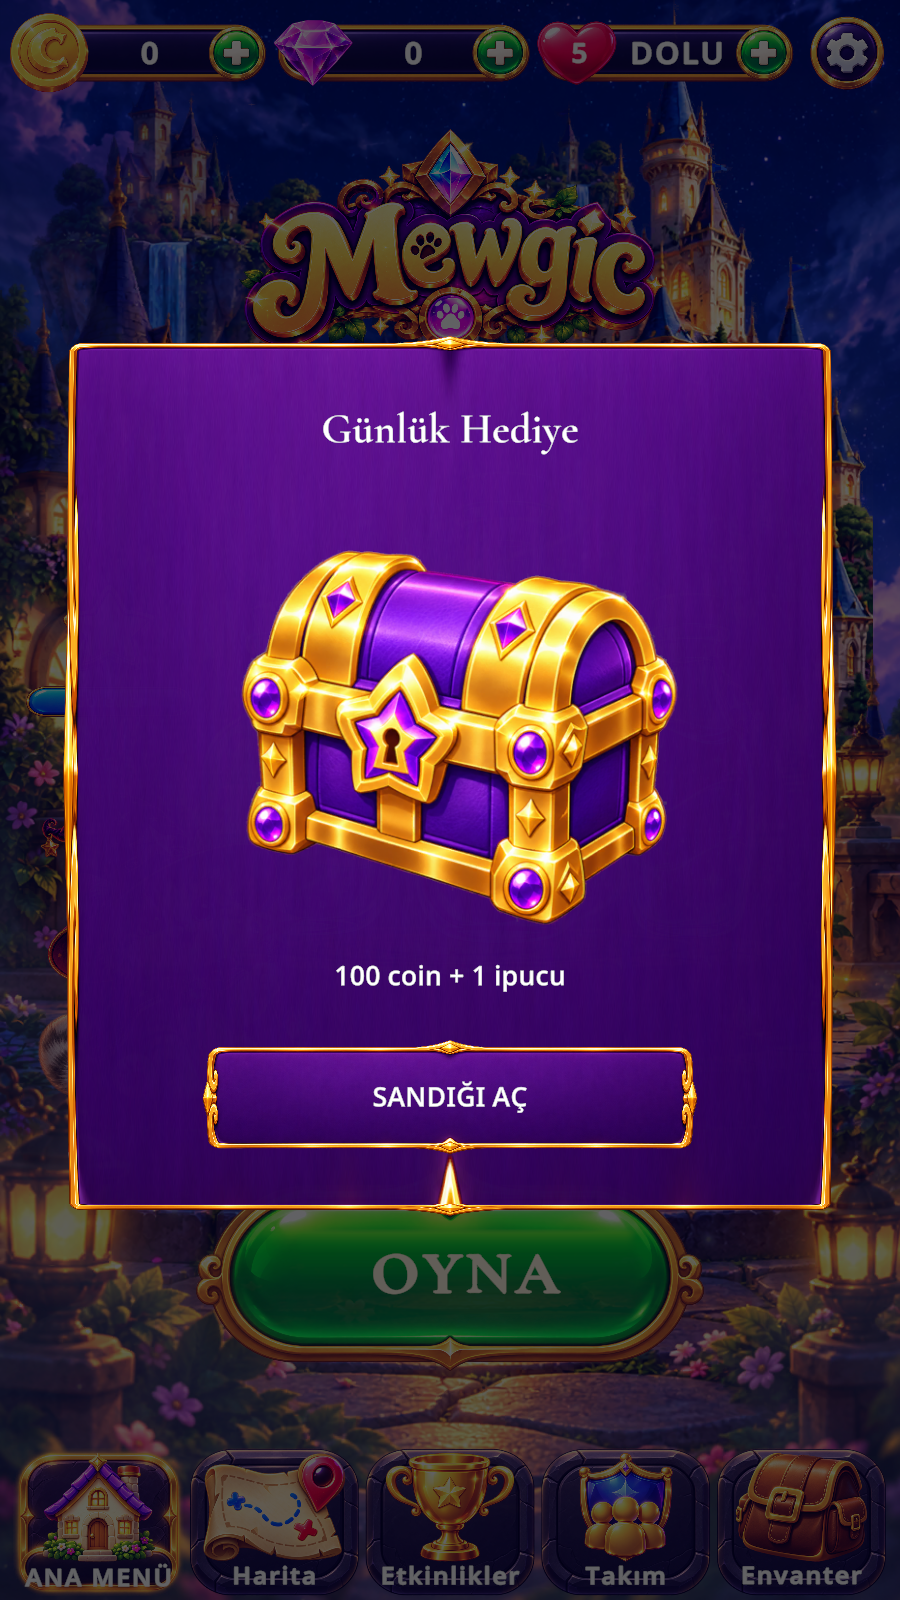 0
0
5
DOLU
Mewgic
Günlük Hediye
100 coin + 1 ipucu
SANDIĞI AÇ
OYNA
ANA MENÜ
Harita
Etkinlikler
Takım
Envanter